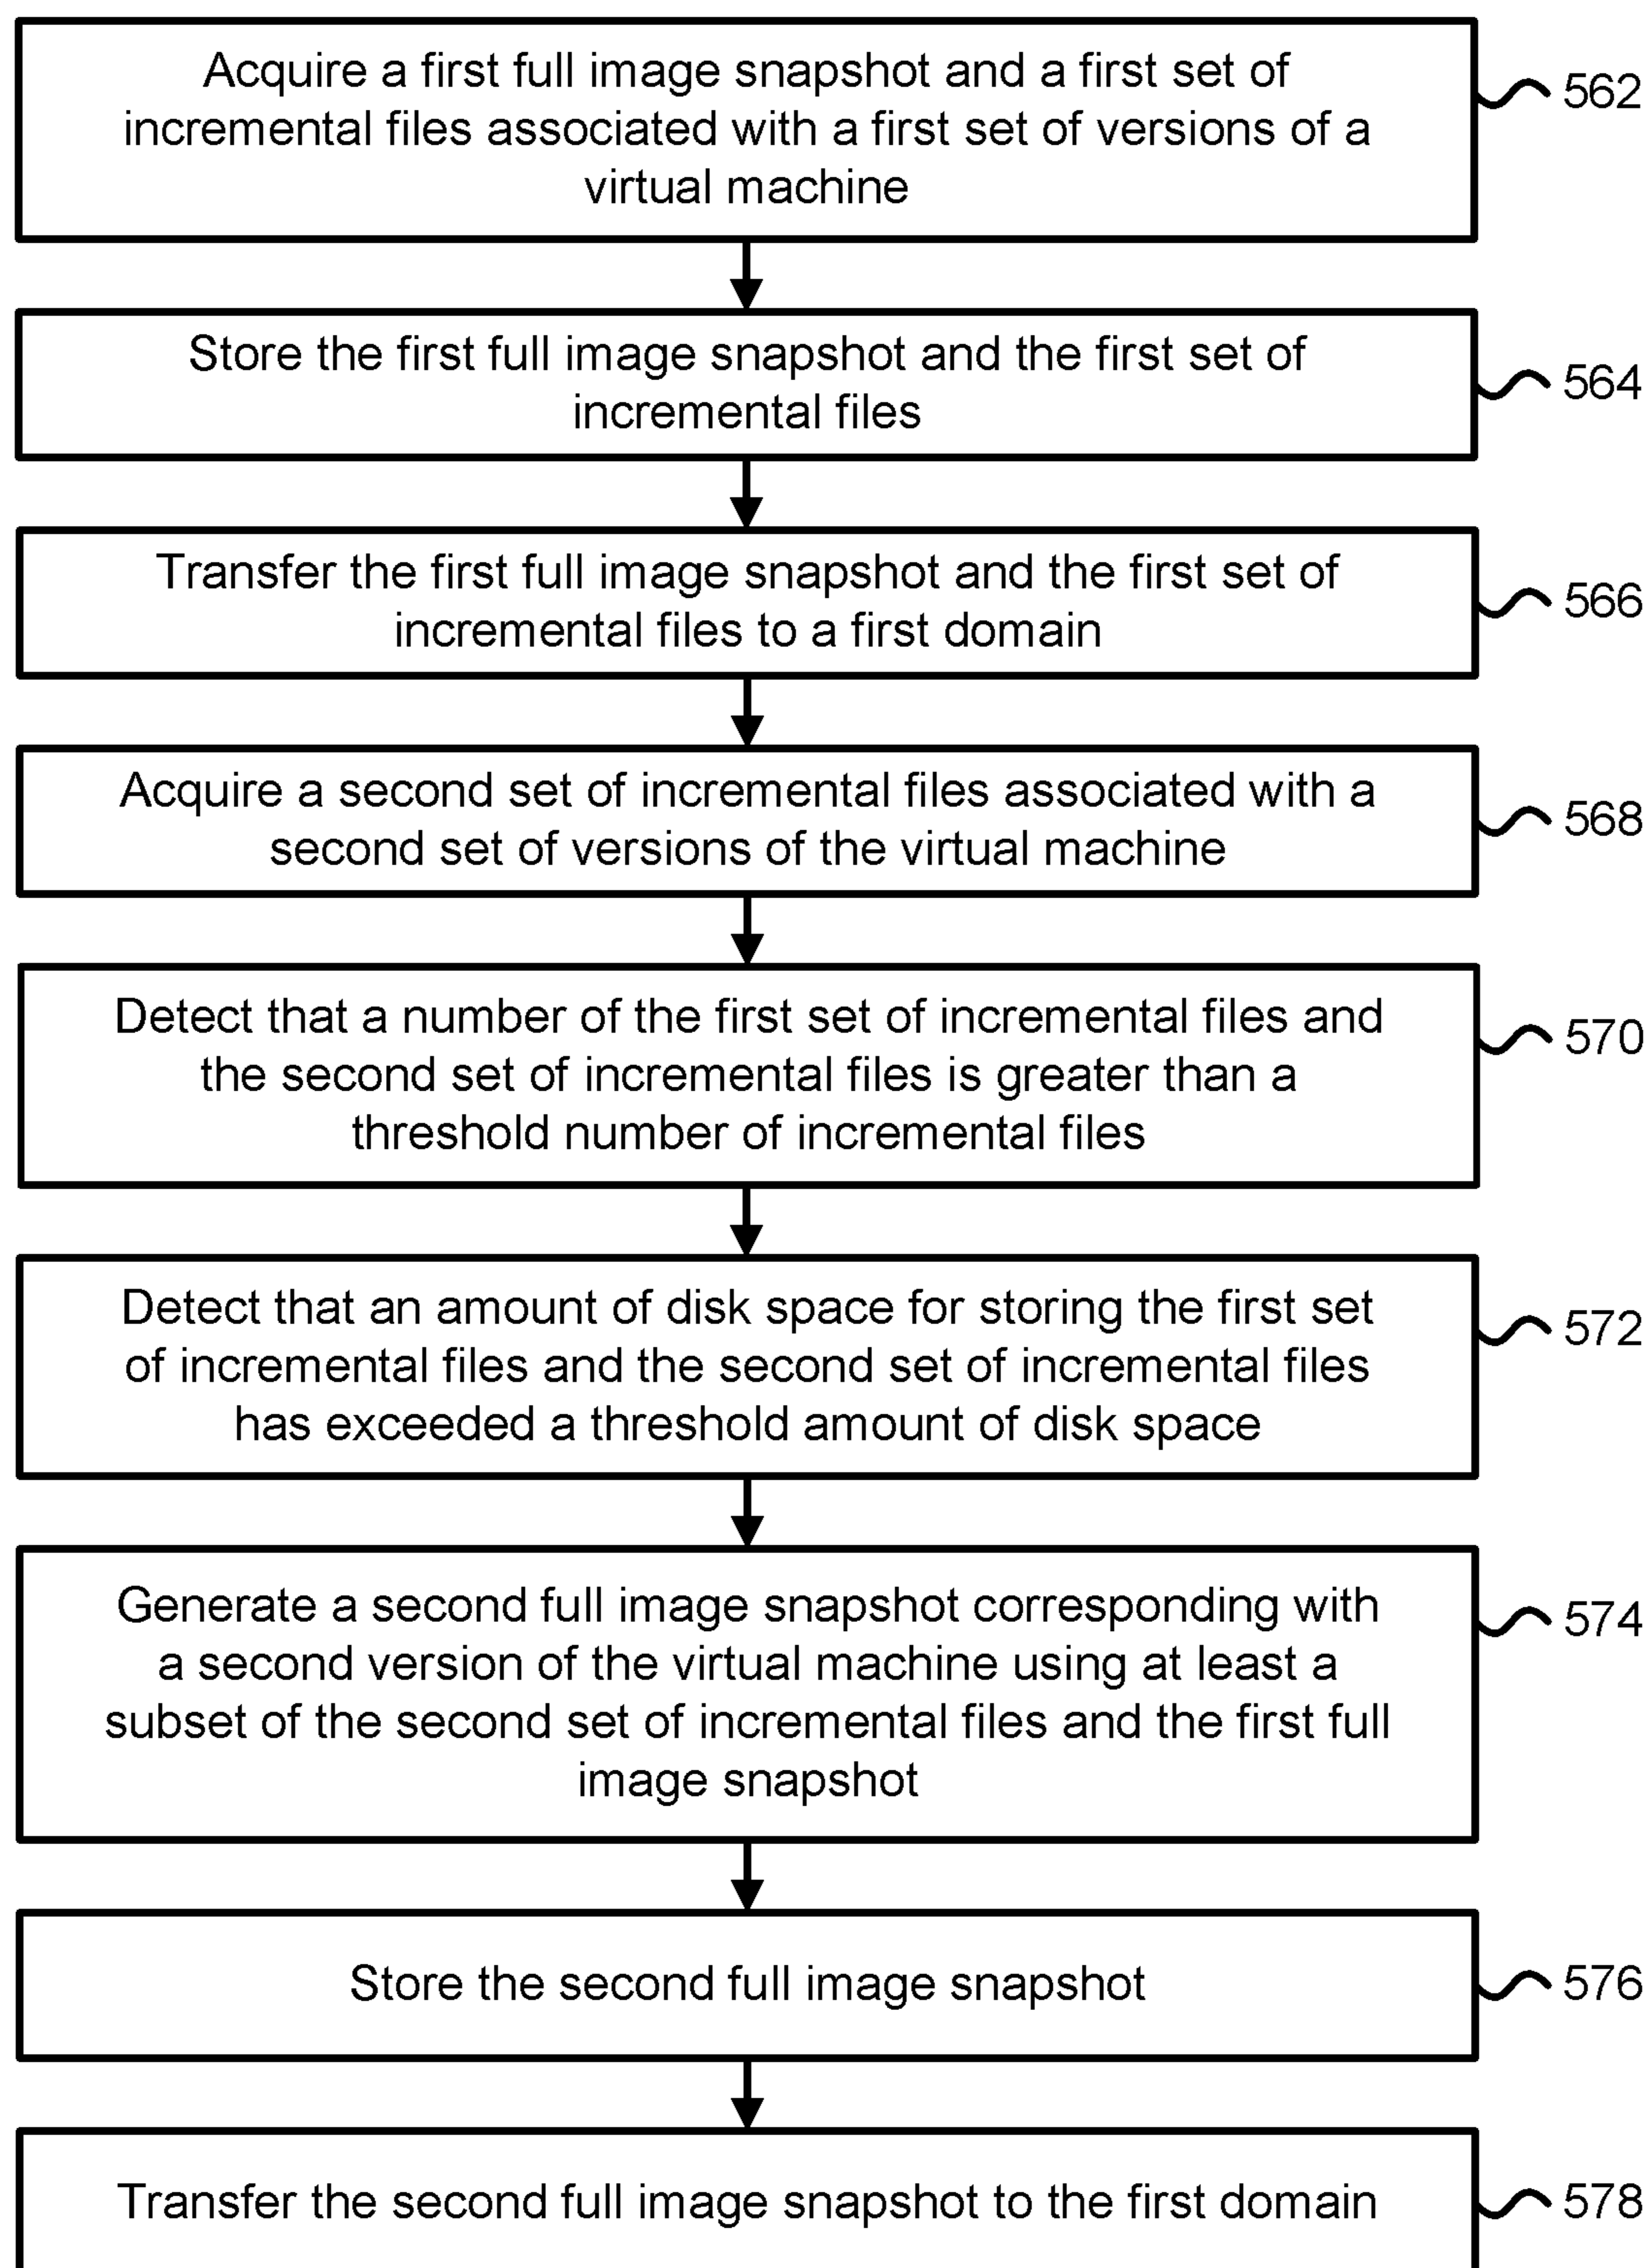 Acquire a first full image snapshot and a first set of
incremental files associated with a first set of versions of a
virtual machine
562
Store the first full image snapshot and the first set of
incremental files
564
Transfer the first full image snapshot and the first set of
incremental files to a first domain
566
Acquire a second set of incremental files associated with a
second set of versions of the virtual machine
568
Detect that a number of the first set of incremental files and
the second set of incremental files is greater than a
threshold number of incremental files
570
Detect that an amount of disk space for storing the first set
of incremental files and the second set of incremental files
has exceeded a threshold amount of disk space
572
Generate a second full image snapshot corresponding with
a second version of the virtual machine using at least a
subset of the second set of incremental files and the first full
image snapshot
574
Store the second full image snapshot
576
Transfer the second full image snapshot to the first domain
578